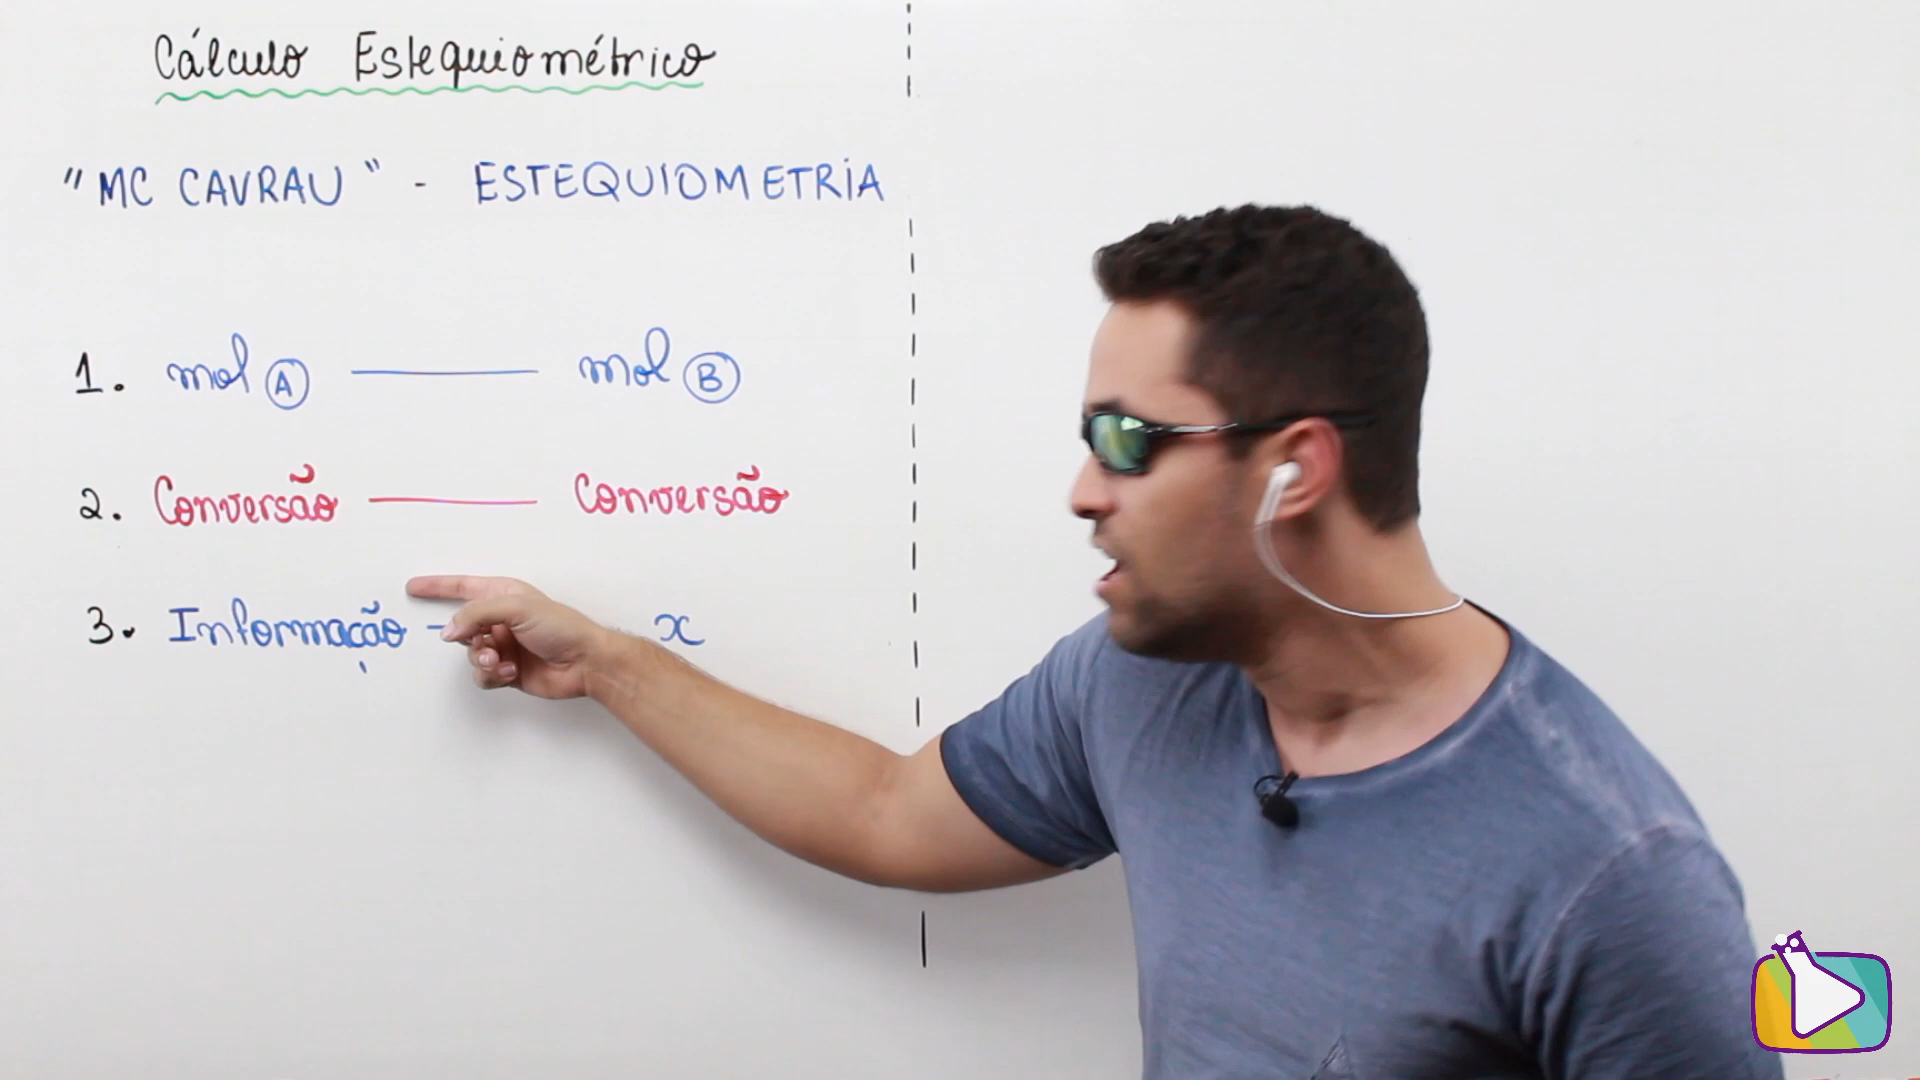 Cálculo Estequiométrico
"MC CAVRAU" - ESTEQUIOMETRIA
1. mol A — mol B
2. Conversão — Conversão
3. Informação — x